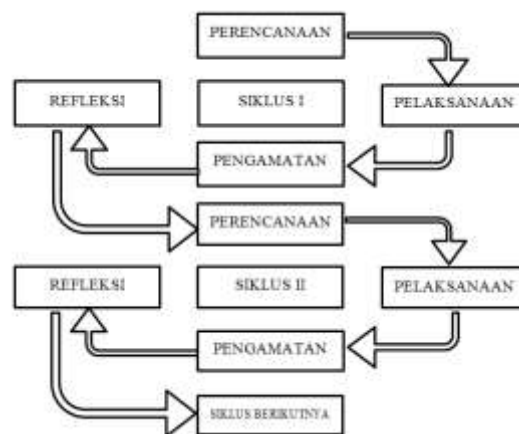 PERENCANAAN
REFLEKSI
SIKLUS I
PELAKSANAAN
PENGAMATAN
PERENCANAAN
REFLEKSI
SIKLUS II
PELAKSANAAN
PENGAMATAN
SIKLUS BERIKUTNYA